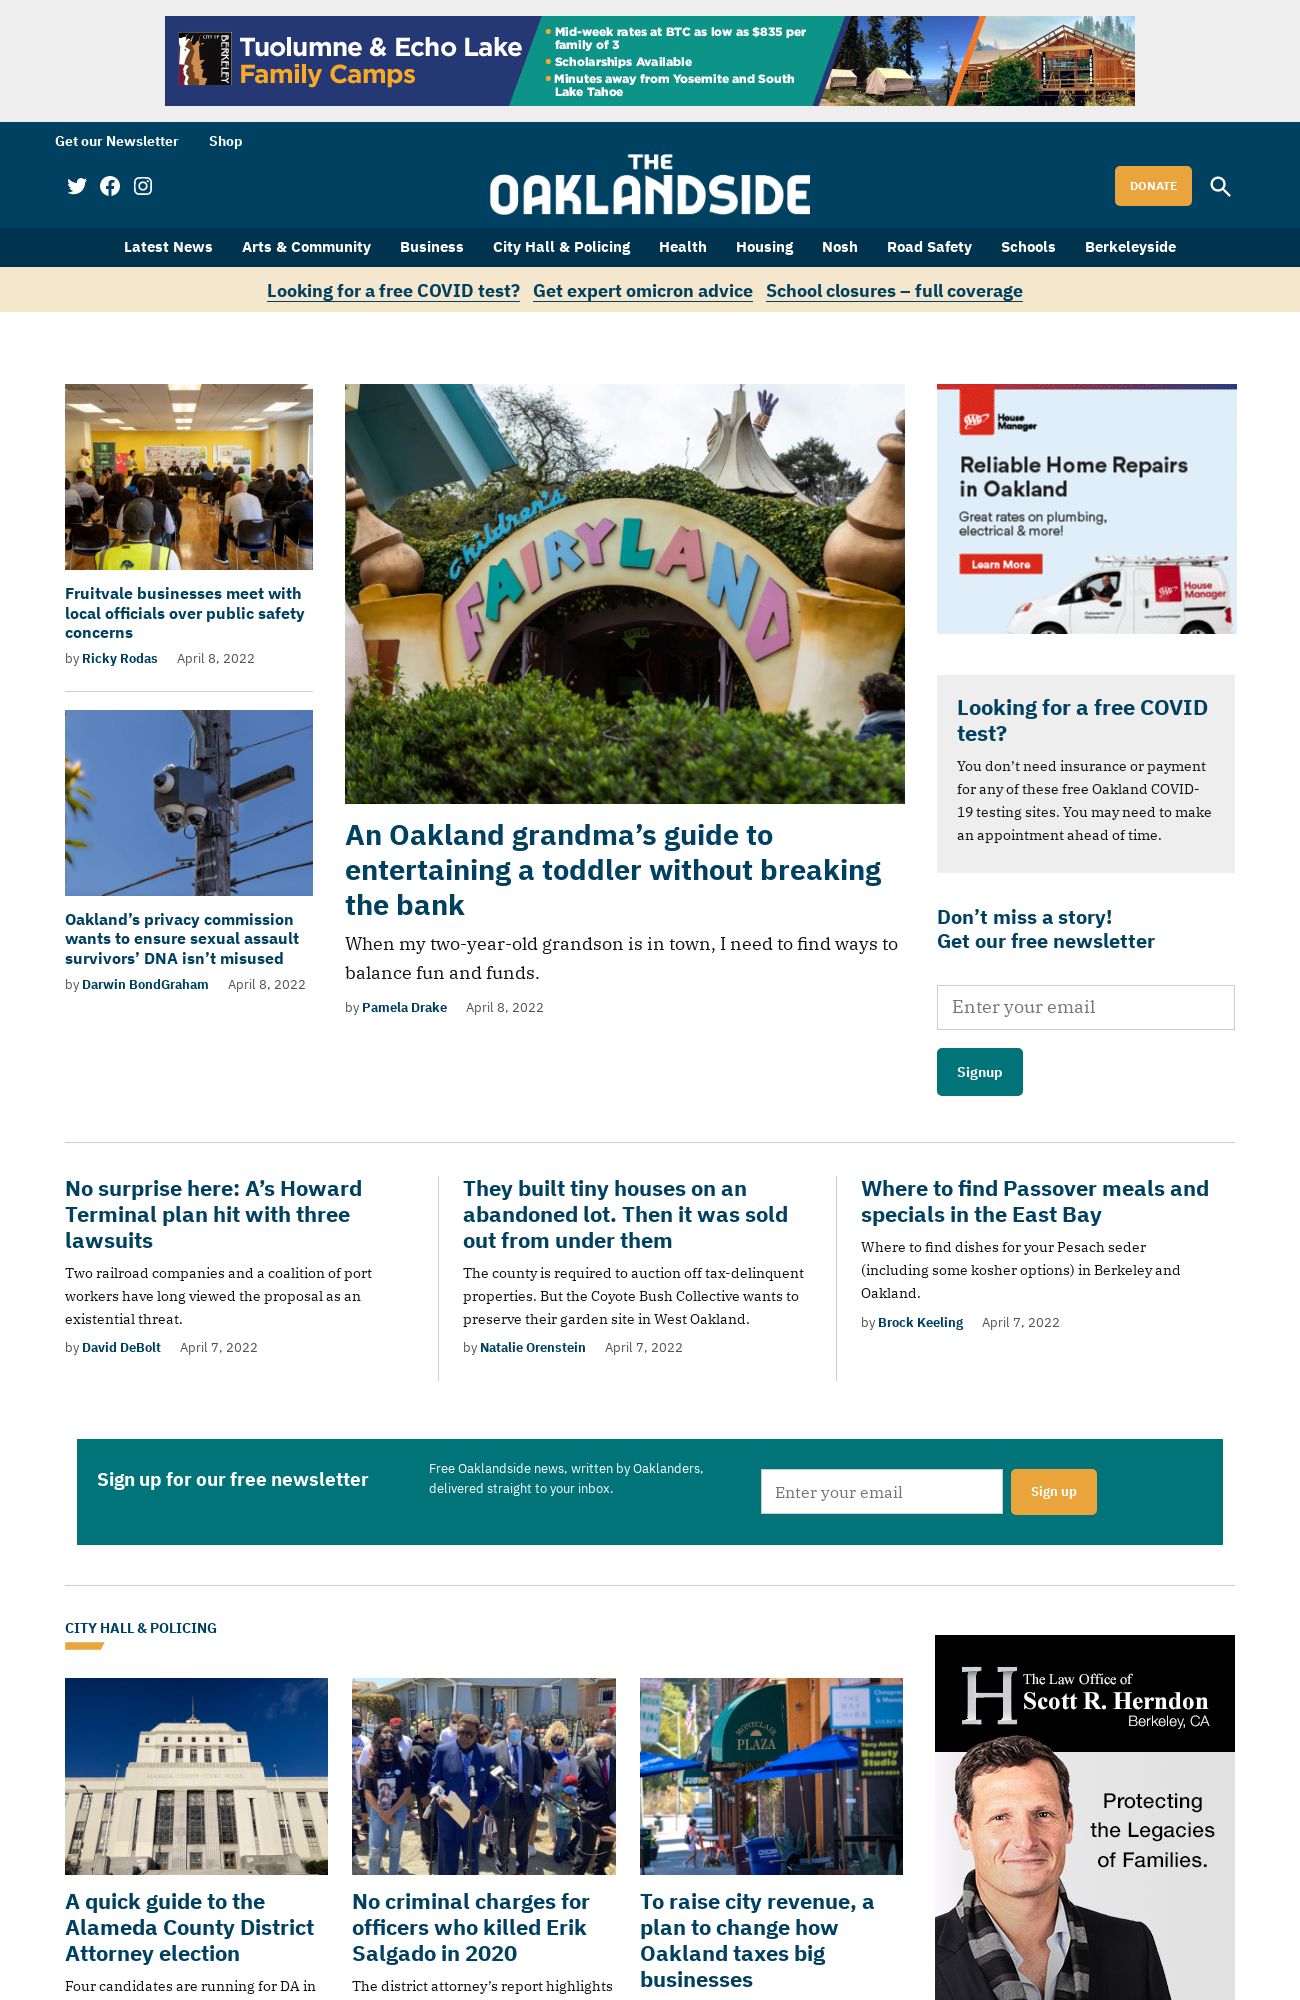 CITY OF BERKELEY
Tuolumne & Echo Lake
Family Camps
• Mid-week rates at BTC as low as $835 per
family of 3
• Scholarships Available
• Minutes away from Yosemite and South
Lake Tahoe
Get our Newsletter Shop
THE
OAKLANDSIDE
DONATE
Latest News Arts & Community Business City Hall & Policing Health Housing Nosh Road Safety Schools Berkeleyside
Looking for a free COVID test? Get expert omicron advice School closures – full coverage
Fruitvale businesses meet with
local officials over public safety
concerns
by Ricky Rodas April 8, 2022
Oakland’s privacy commission
wants to ensure sexual assault
survivors’ DNA isn’t misused
by Darwin BondGraham April 8, 2022
children's
FAIRYLAND
An Oakland grandma’s guide to
entertaining a toddler without breaking
the bank
When my two-year-old grandson is in town, I need to find ways to
balance fun and funds.
by Pamela Drake April 8, 2022
House
Manager
Reliable Home Repairs
in Oakland
Great rates on plumbing,
electrical & more!
Learn More
House
Manager
Looking for a free COVID
test?
You don’t need insurance or payment
for any of these free Oakland COVID-
19 testing sites. You may need to make
an appointment ahead of time.
Don’t miss a story!
Get our free newsletter
Enter your email
Signup
No surprise here: A’s Howard
Terminal plan hit with three
lawsuits
Two railroad companies and a coalition of port
workers have long viewed the proposal as an
existential threat.
by David DeBolt April 7, 2022
They built tiny houses on an
abandoned lot. Then it was sold
out from under them
The county is required to auction off tax-delinquent
properties. But the Coyote Bush Collective wants to
preserve their garden site in West Oakland.
by Natalie Orenstein April 7, 2022
Where to find Passover meals and
specials in the East Bay
Where to find dishes for your Pesach seder
(including some kosher options) in Berkeley and
Oakland.
by Brock Keeling April 7, 2022
Sign up for our free newsletter
Free Oaklandside news, written by Oaklanders,
delivered straight to your inbox.
Enter your email
Sign up
CITY HALL & POLICING
ALAMEDA COUNTY COURT HOUSE
A quick guide to the
Alameda County District
Attorney election
Four candidates are running for DA in
No criminal charges for
officers who killed Erik
Salgado in 2020
The district attorney’s report highlights
MONTCLAIR
PLAZA
SUBWAY
Beauty
Studio
To raise city revenue, a
plan to change how
Oakland taxes big
businesses
H
The Law Office of
Scott R. Herndon
Berkeley, CA
Protecting
the Legacies
of Families.